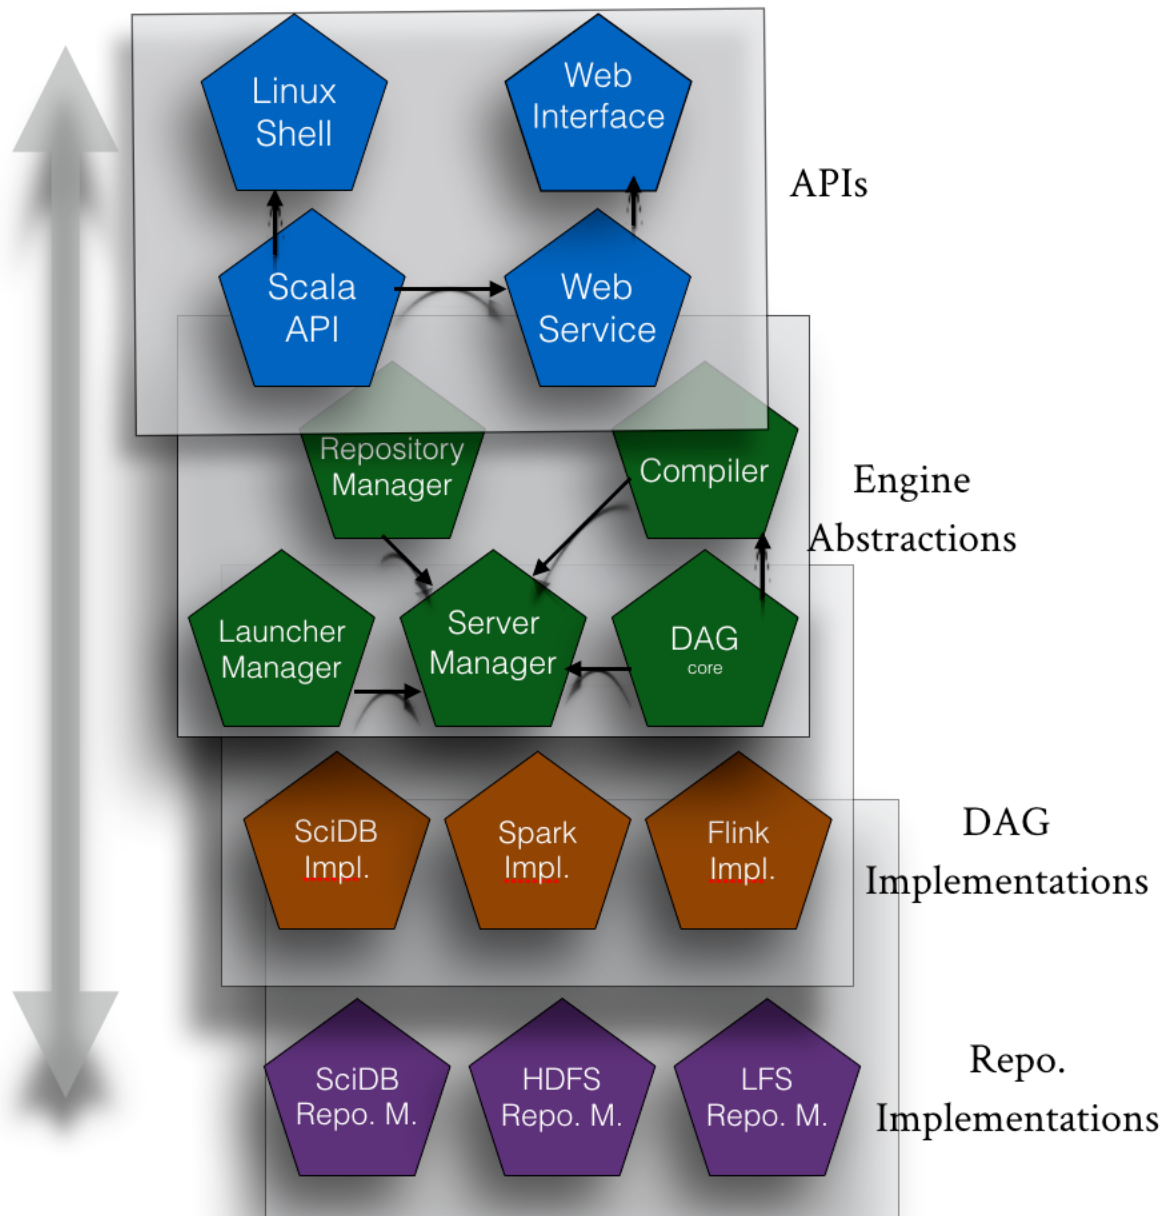 Linux
Shell
Web
Interface
APIs
Scala
API
Web
Service
Repository
Manager
Compiler
Engine
Abstractions
Launcher
Manager
Server
Manager
DAG
core
SciDB
Impl.
Spark
Impl.
Flink
Impl.
DAG
Implementations
SciDB
Repo. M.
HDFS
Repo. M.
LFS
Repo. M.
Repo.
Implementations